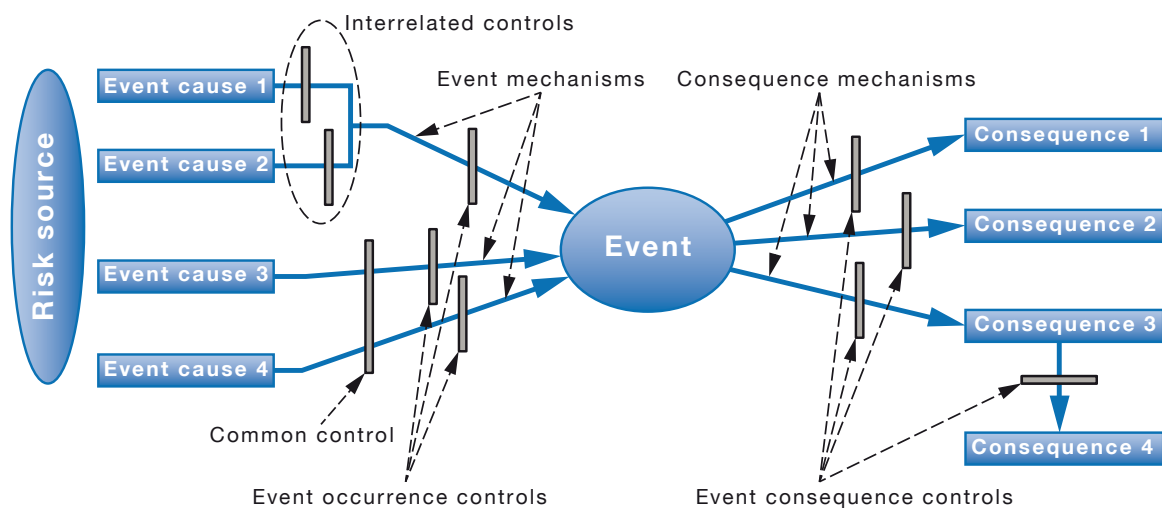 Interrelated controls
Event mechanisms
Consequence mechanisms
Risk source
Event cause 1
Event cause 2
Event cause 3
Event cause 4
Event
Consequence 1
Consequence 2
Consequence 3
Consequence 4
Common control
Event occurrence controls
Event consequence controls